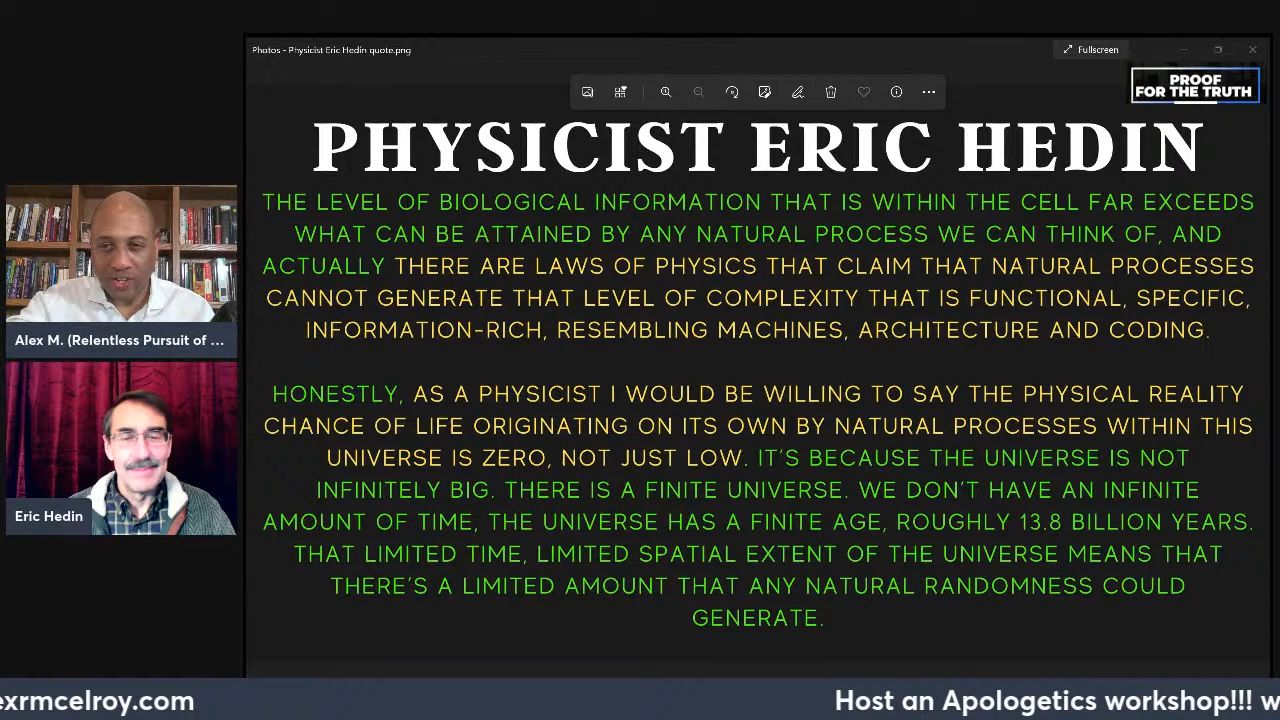 Photos - Physicist Eric Hedin quote.png
Fullscreen
PROOF
FOR THE TRUTH
PHYSICIST ERIC HEDIN
THE LEVEL OF BIOLOGICAL INFORMATION THAT IS WITHIN THE CELL FAR EXCEEDS
WHAT CAN BE ATTAINED BY ANY NATURAL PROCESS WE CAN THINK OF, AND
ACTUALLY THERE ARE LAWS OF PHYSICS THAT CLAIM THAT NATURAL PROCESSES
CANNOT GENERATE THAT LEVEL OF COMPLEXITY THAT IS FUNCTIONAL, SPECIFIC,
INFORMATION-RICH, RESEMBLING MACHINES, ARCHITECTURE AND CODING.
HONESTLY, AS A PHYSICIST I WOULD BE WILLING TO SAY THE PHYSICAL REALITY
CHANCE OF LIFE ORIGINATING ON ITS OWN BY NATURAL PROCESSES WITHIN THIS
UNIVERSE IS ZERO, NOT JUST LOW. IT'S BECAUSE THE UNIVERSE IS NOT
INFINITELY BIG. THERE IS A FINITE UNIVERSE. WE DON'T HAVE AN INFINITE
AMOUNT OF TIME, THE UNIVERSE HAS A FINITE AGE, ROUGHLY 13.8 BILLION YEARS.
THAT LIMITED TIME, LIMITED SPATIAL EXTENT OF THE UNIVERSE MEANS THAT
THERE'S A LIMITED AMOUNT THAT ANY NATURAL RANDOMNESS COULD
GENERATE.
Alex M. (Relentless Pursuit of ...
Eric Hedin
exrmcelroy.com
Host an Apologetics workshop!!! w